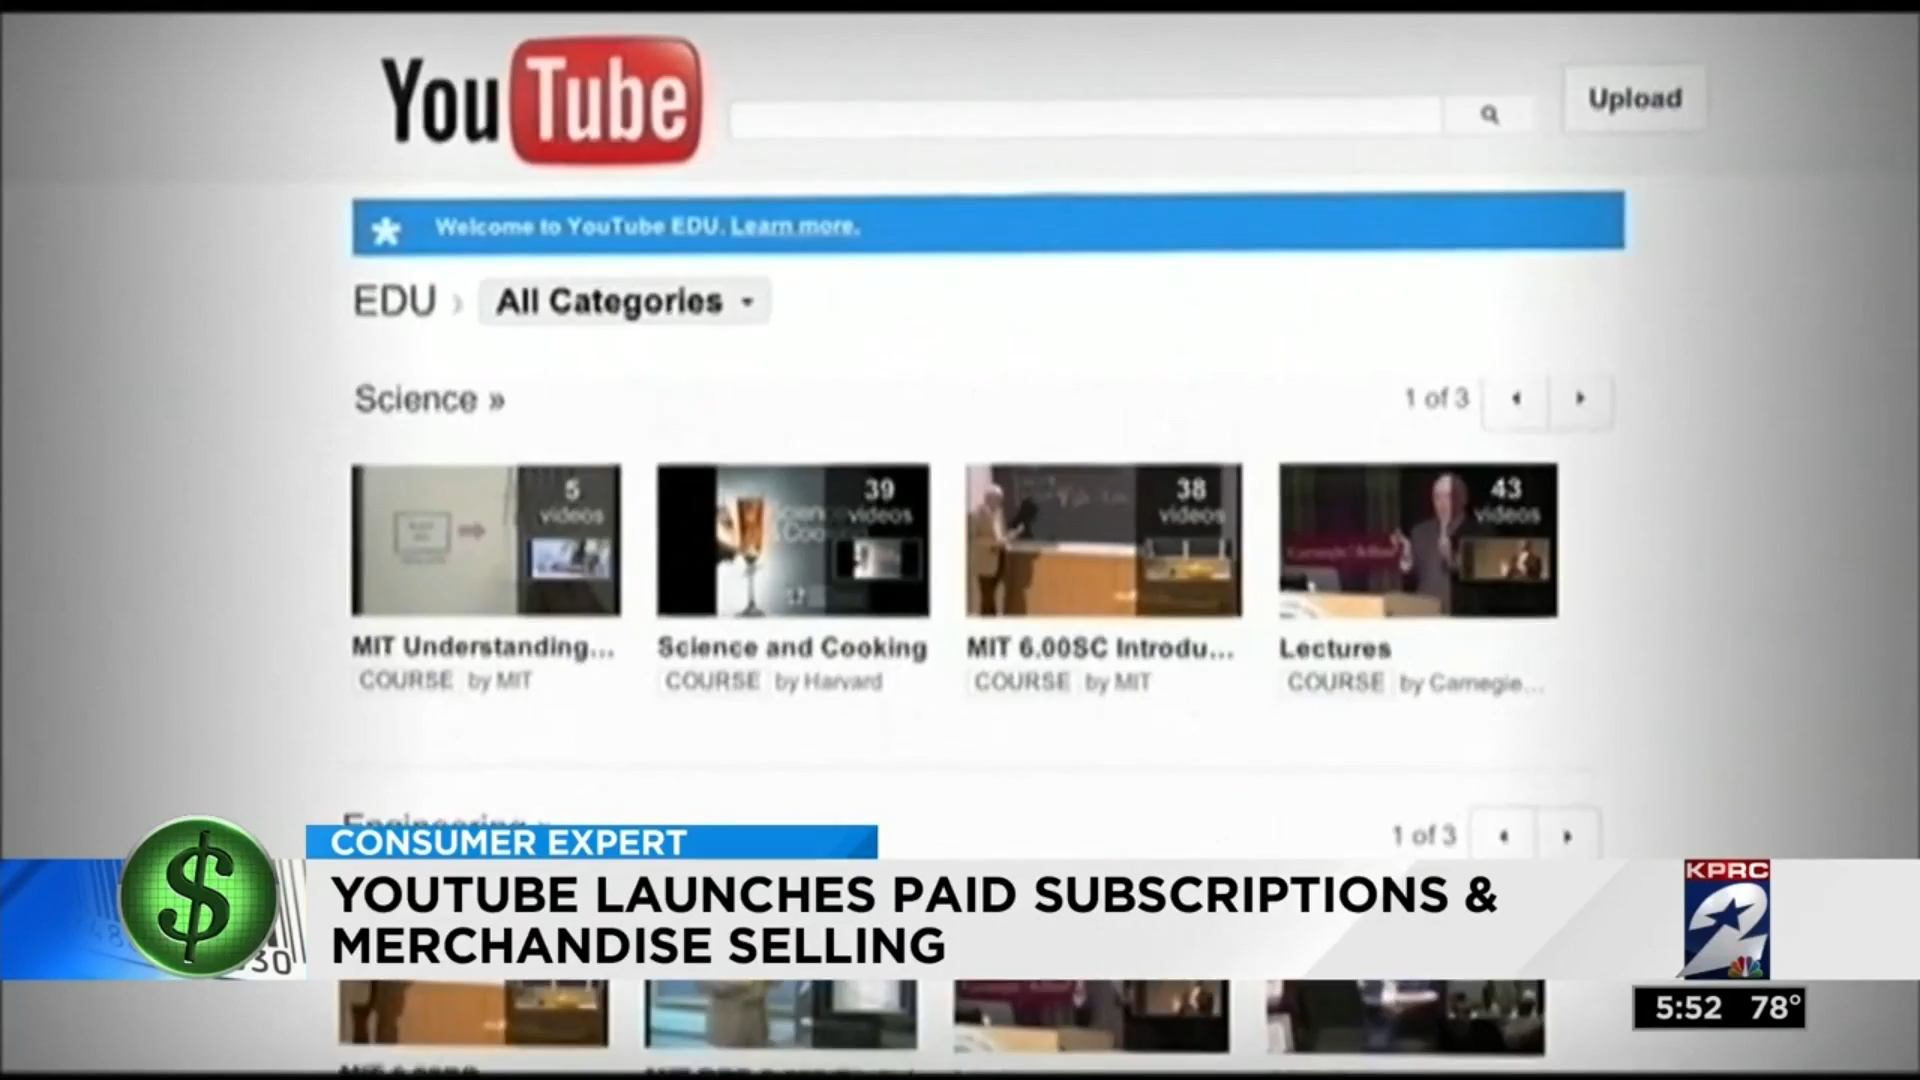 YouTube
Upload
Welcome to YouTube EDU. Learn more.
EDU › All Categories
Science »
1 of 3
5 videos
39 videos
38 videos
43 videos
MIT Understanding...
Science and Cooking
MIT 6.00SC Introdu...
Lectures
COURSE by MIT
COURSE by Harvard
COURSE by MIT
COURSE by Carnegie...
Engineering »
1 of 3
CONSUMER EXPERT
YOUTUBE LAUNCHES PAID SUBSCRIPTIONS &
MERCHANDISE SELLING
KPRC
2
5:52 78°